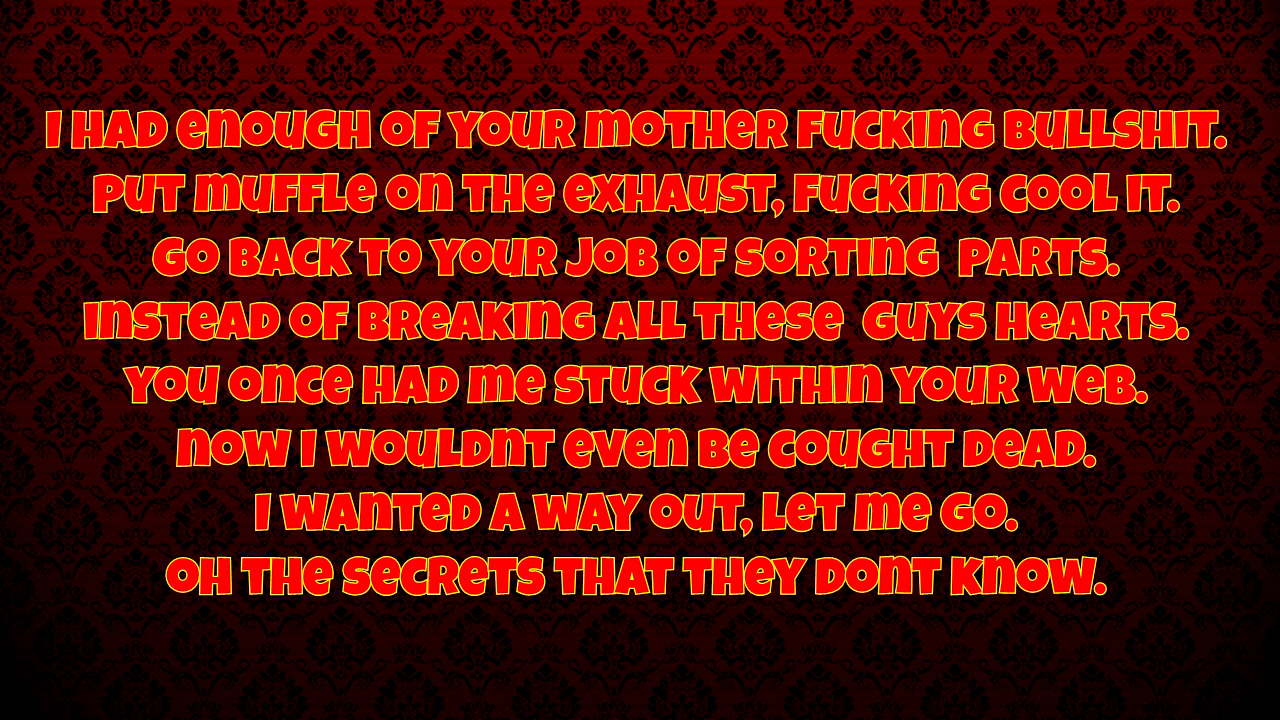 I HAD enough OF YOUR MOTHER FUCKING BULLSHIT.
PUT MUFFLE ON THE EXHAUST, FUCKING COOL IT.
GO BACK TO YOUR JOB OF SORTING PARTS.
INSTEAD OF BREAKING ALL THESE GUYS HEARTS.
YOU ONCE HAD ME STUCK WITHIN YOUR WEB.
NOW I WOULDNT EVEN BE COUGHT DEAD.
I WANTED A WAY OUT, LET ME GO.
OH THE SECRETS THAT THEY DONT KNOW.